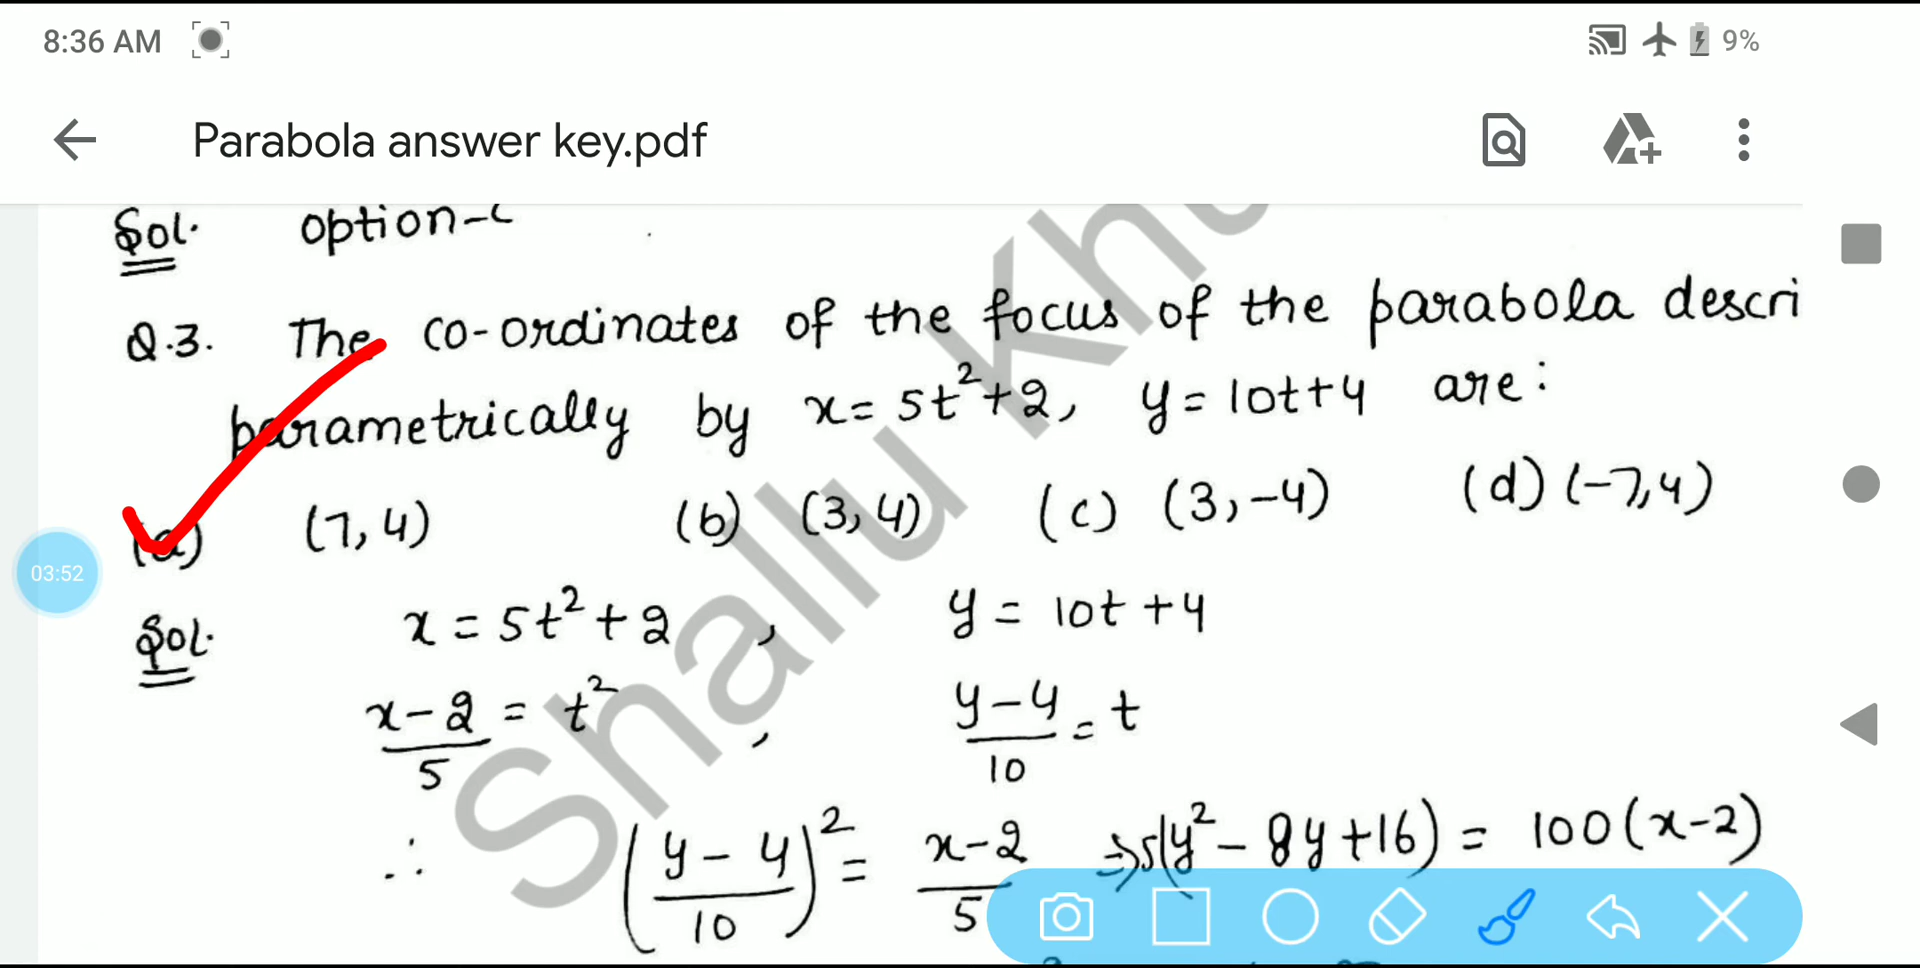 8:36 AM 9%
Parabola answer key.pdf
Sol. option-c
Q.3. The co-ordinates of the focus of the parabola descri
parametrically by x = 5t²+2, y = 10t+4 are:
(a) (7,4) (b) (3,4) (c) (3,-4) (d) (-7,4)
03:52
Sol. x = 5t²+2 , y = 10t+4
x-2/5 = t² , y-4/10 = t
∴ (y-4/10)² = x-2/5 ⇒ 5(y²-8y+16) = 100(x-2)
Shallu Khu